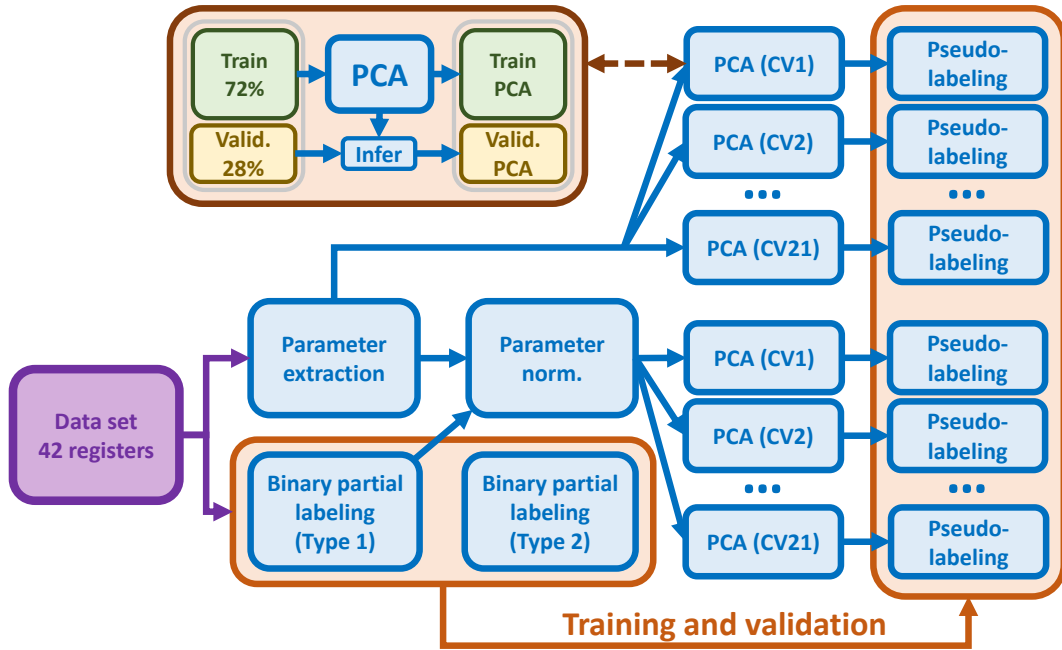 Train
72%
PCA
Train
PCA
Valid.
28%
Infer
Valid.
PCA
PCA (CV1)
Pseudo-
labeling
PCA (CV2)
Pseudo-
labeling
...
...
PCA (CV21)
Pseudo-
labeling
Parameter
extraction
Parameter
norm.
PCA (CV1)
Pseudo-
labeling
Data set
42 registers
PCA (CV2)
Pseudo-
labeling
...
...
Binary partial
labeling
(Type 1)
Binary partial
labeling
(Type 2)
PCA (CV21)
Pseudo-
labeling
Training and validation